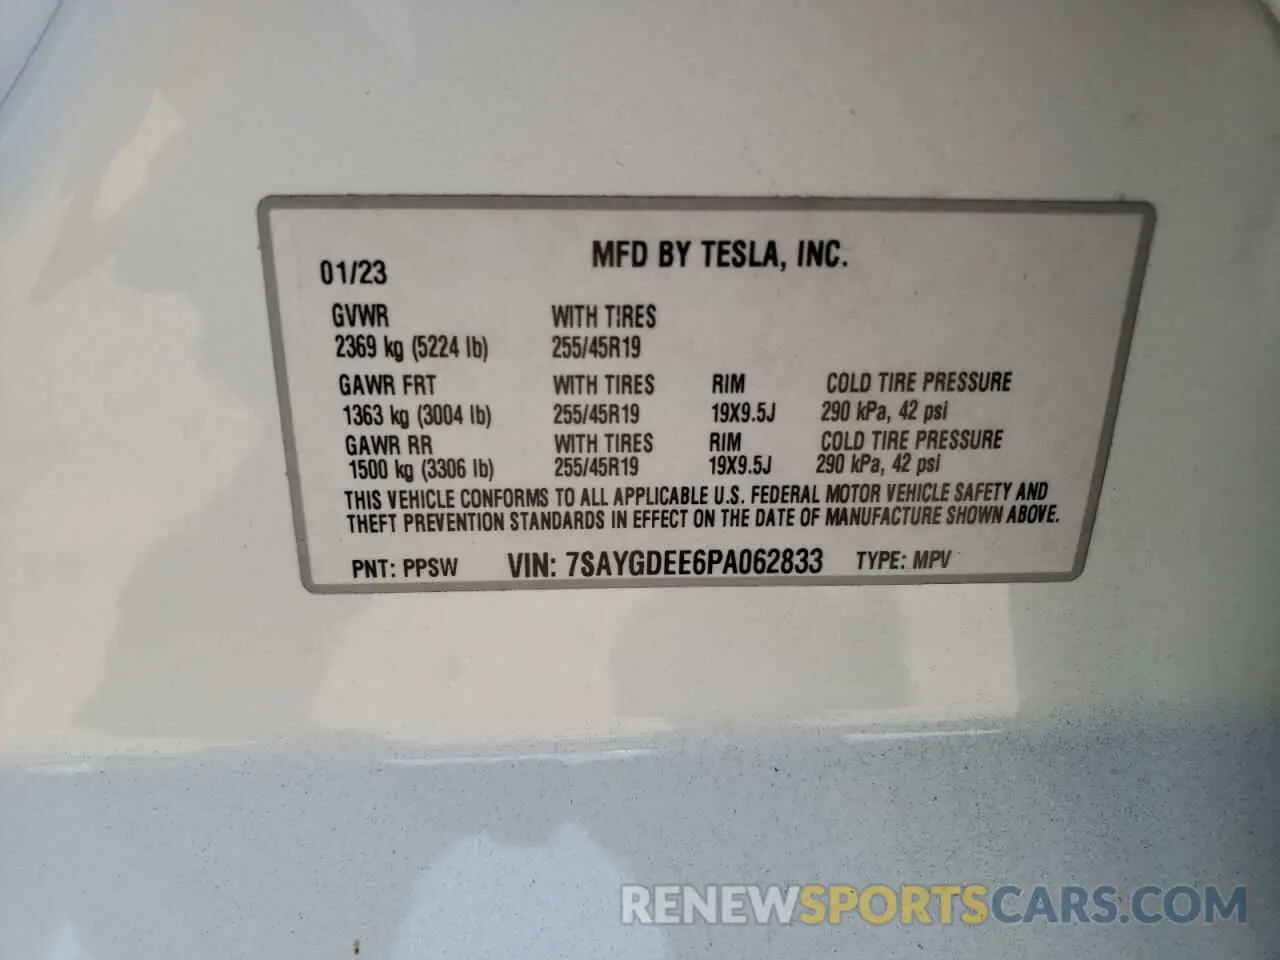 MFD BY TESLA, INC.
01/23
GVWR WITH TIRES
2369 kg (5224 lb) 255/45R19
GAWR FRT WITH TIRES RIM COLD TIRE PRESSURE
1363 kg (3004 lb) 255/45R19 19X9.5J 290 kPa, 42 psi
GAWR RR WITH TIRES RIM COLD TIRE PRESSURE
1500 kg (3306 lb) 255/45R19 19X9.5J 290 kPa, 42 psi
THIS VEHICLE CONFORMS TO ALL APPLICABLE U.S. FEDERAL MOTOR VEHICLE SAFETY AND
THEFT PREVENTION STANDARDS IN EFFECT ON THE DATE OF MANUFACTURE SHOWN ABOVE.
PNT: PPSW VIN: 7SAYGDEE6PA062833 TYPE: MPV
RENEWSPORTSCARS.COM